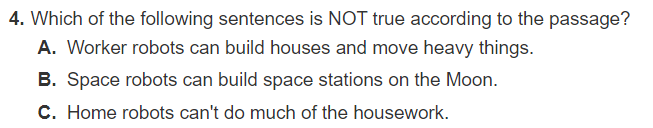 4. Which of the following sentences is NOT true according to the passage?
A. Worker robots can build houses and move heavy things.
B. Space robots can build space stations on the Moon.
C. Home robots can't do much of the housework.